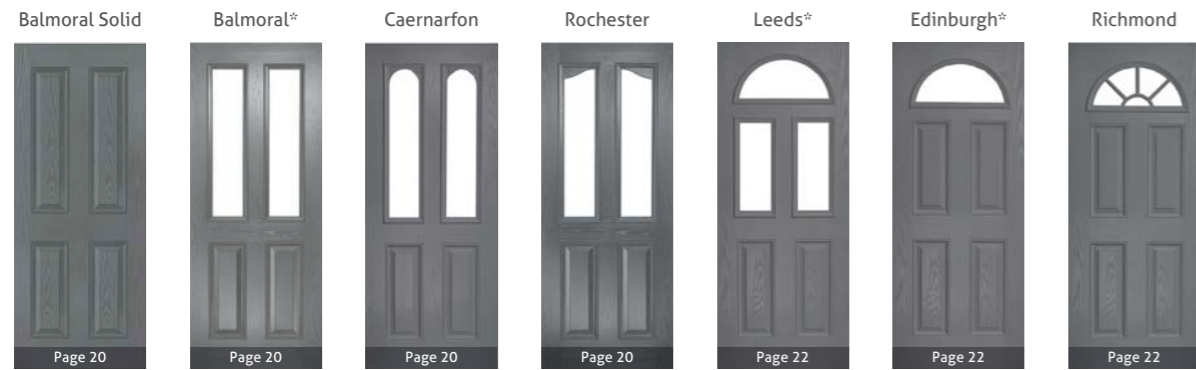 Balmoral Solid
Balmoral*
Caernarfon
Rochester
Leeds*
Edinburgh*
Richmond
Page 20
Page 20
Page 20
Page 20
Page 22
Page 22
Page 22